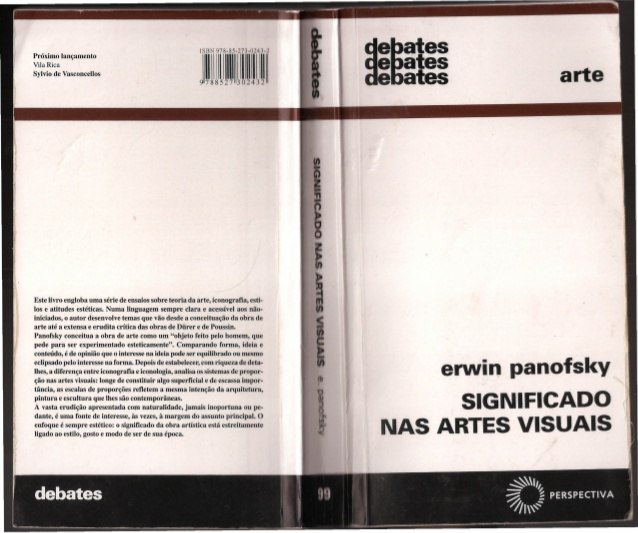 Próximo lançamento
Vila Rica
Sylvio de Vasconcellos
ISBN 978-85-273-0243-2
9 788527 302432
Este livro engloba uma série de ensaios sobre teoria da arte, iconografia, esti-
los e atitudes estéticas. Numa linguagem sempre clara e acessível aos não-
iniciados, o autor desenvolve temas que vão desde a conceituação da obra de
arte até a extensa e erudita crítica das obras de Dürer e de Poussin.
Panofsky conceitua a obra de arte como um "objeto feito pelo homem, que
pede para ser experimentado esteticamente". Comparando forma, ideia e
conteúdo, é de opinião que o interesse na ideia pode ser equilibrado ou mesmo
eclipsado pelo interesse na forma. Depois de estabelecer, com riqueza de deta-
lhes, a diferença entre iconografia e iconologia, analisa os sistemas de propor-
ção nas artes visuais: longe de constituir algo superficial e de escassa impor-
tância, as escalas de proporções refletem a mesma intenção da arquitetura,
pintura e escultura que lhes são contemporâneas.
A vasta erudição apresentada com naturalidade, jamais inoportuna ou pe-
dante, é uma fonte de interesse, às vezes, à margem do assunto principal. O
enfoque é sempre estético: o significado da obra artística está estreitamente
ligado ao estilo, gosto e modo de ser de sua época.
debates
debates
SIGNIFICADO NAS ARTES VISUAIS e. panofsky
99
debates
debates
debates
arte
erwin panofsky
SIGNIFICADO
NAS ARTES VISUAIS
PERSPECTIVA